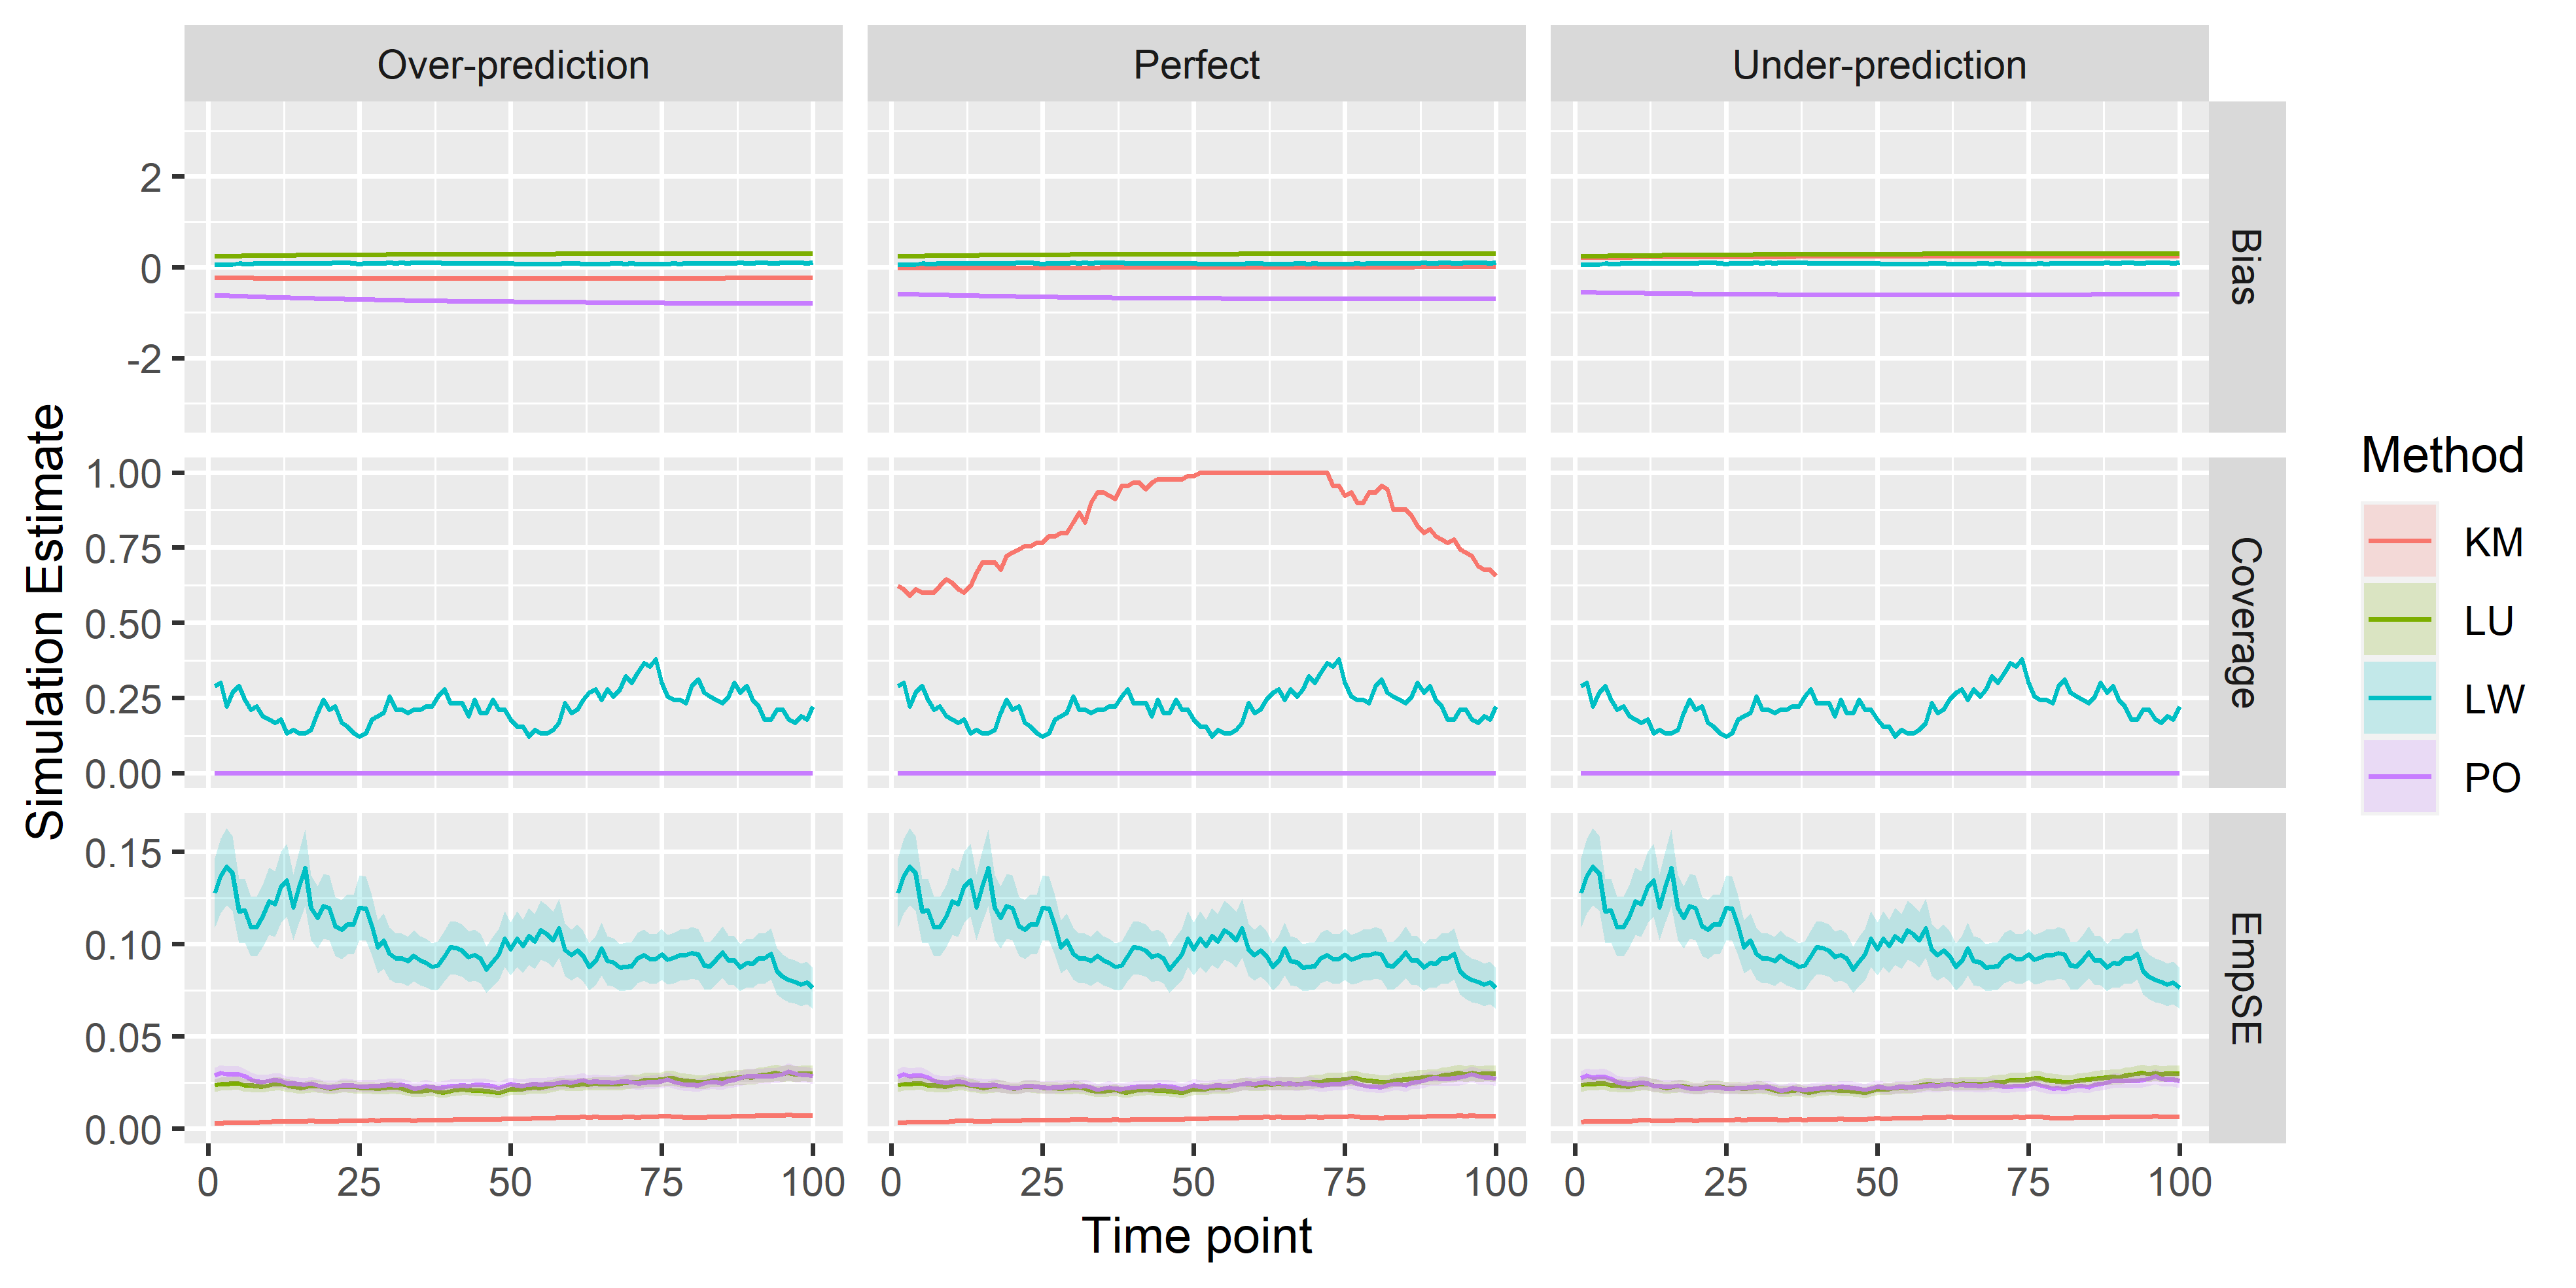 Over-prediction
Perfect
Under-prediction
2
0
-2
Bias
1.00
0.75
0.50
0.25
0.00
Coverage
0.15
0.10
0.05
0.00
EmpSE
0 25 50 75 100
0 25 50 75 100
0 25 50 75 100
Time point
Simulation Estimate
Method
KM
LU
LW
PO